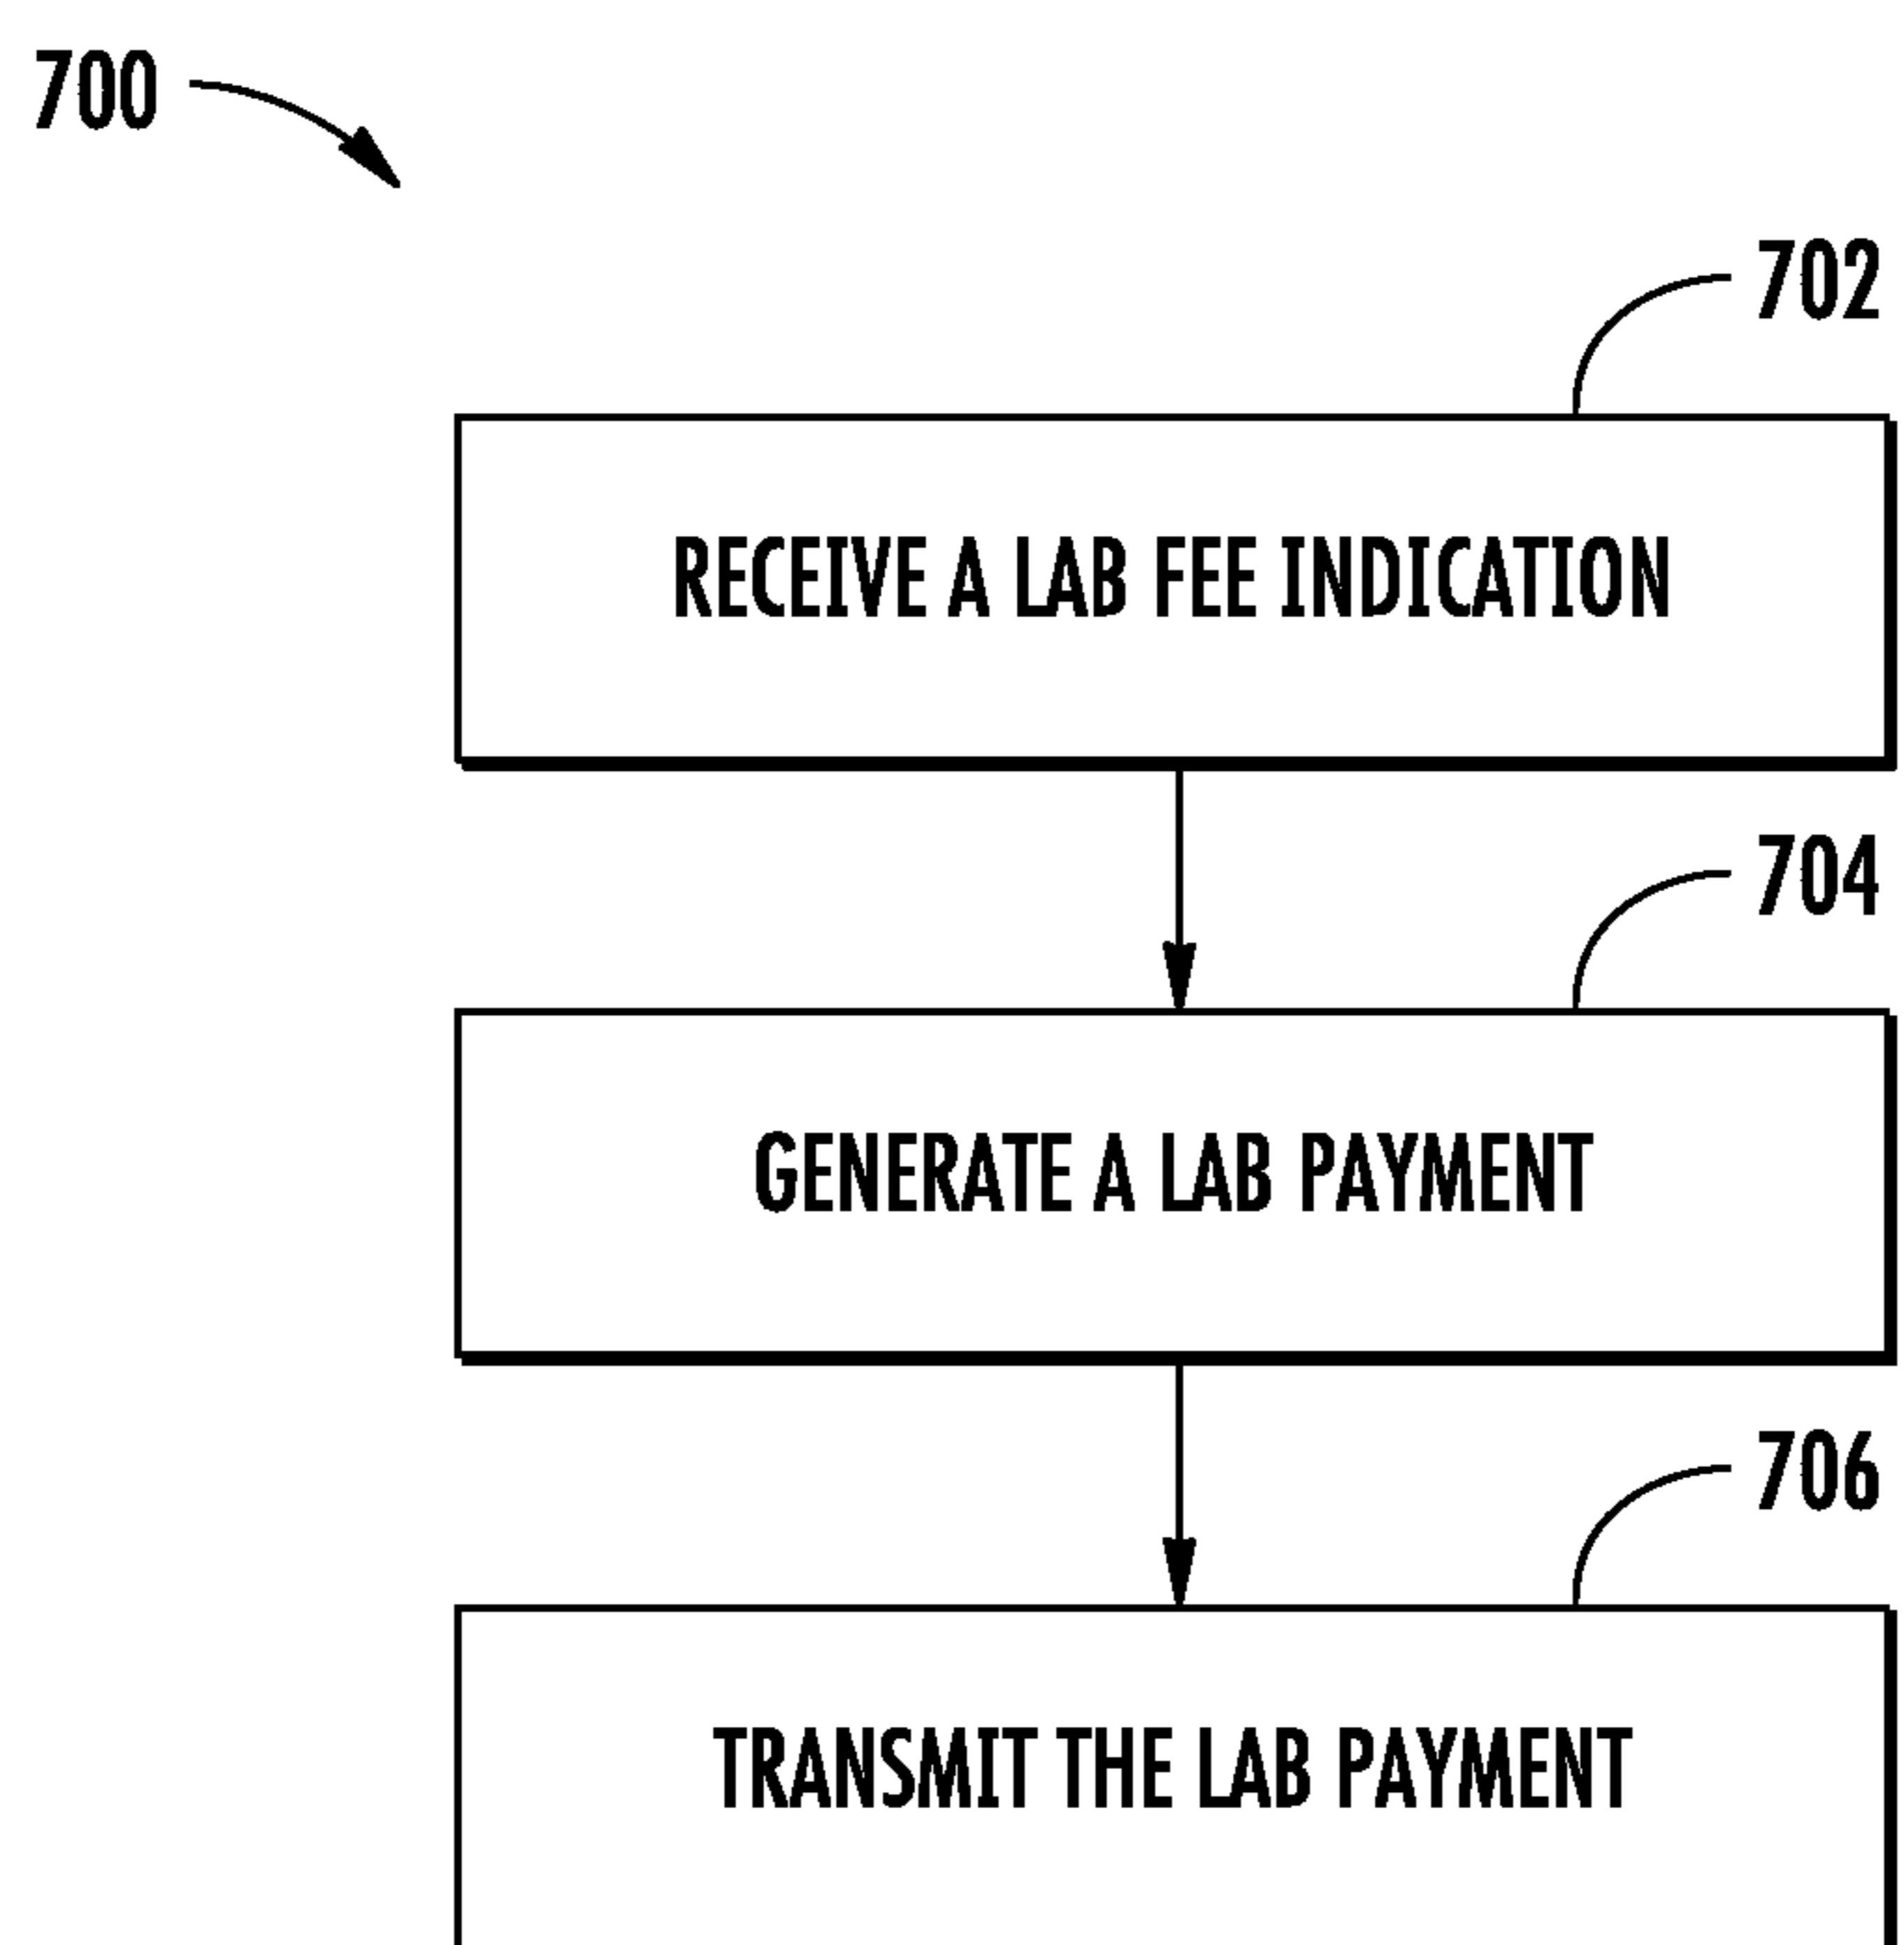 700
702
RECEIVE A LAB FEE INDICATION
704
GENERATE A LAB PAYMENT
706
TRANSMIT THE LAB PAYMENT